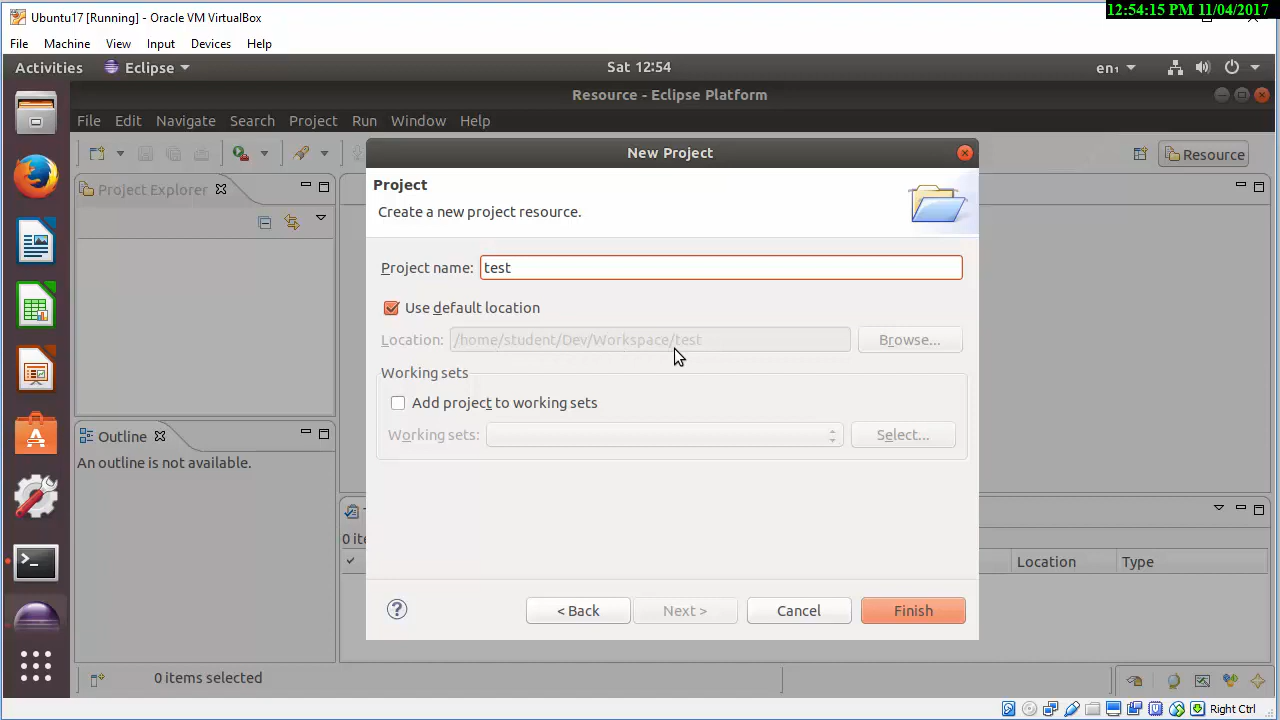 Ubuntu17 [Running] - Oracle VM VirtualBox
12:54:15 PM 11/04/2017
File Machine View Input Devices Help
Activities Eclipse Sat 12:54 en₁
Resource - Eclipse Platform
File Edit Navigate Search Project Run Window Help
New Project
Resource
Project Explorer
Project
Create a new project resource.
Project name: test
Use default location
Location: /home/student/Dev/Workspace/test Browse...
Working sets
Add project to working sets
Working sets: Select...
Outline
An outline is not available.
Location Type
< Back Next > Cancel Finish
0 items selected
Right Ctrl